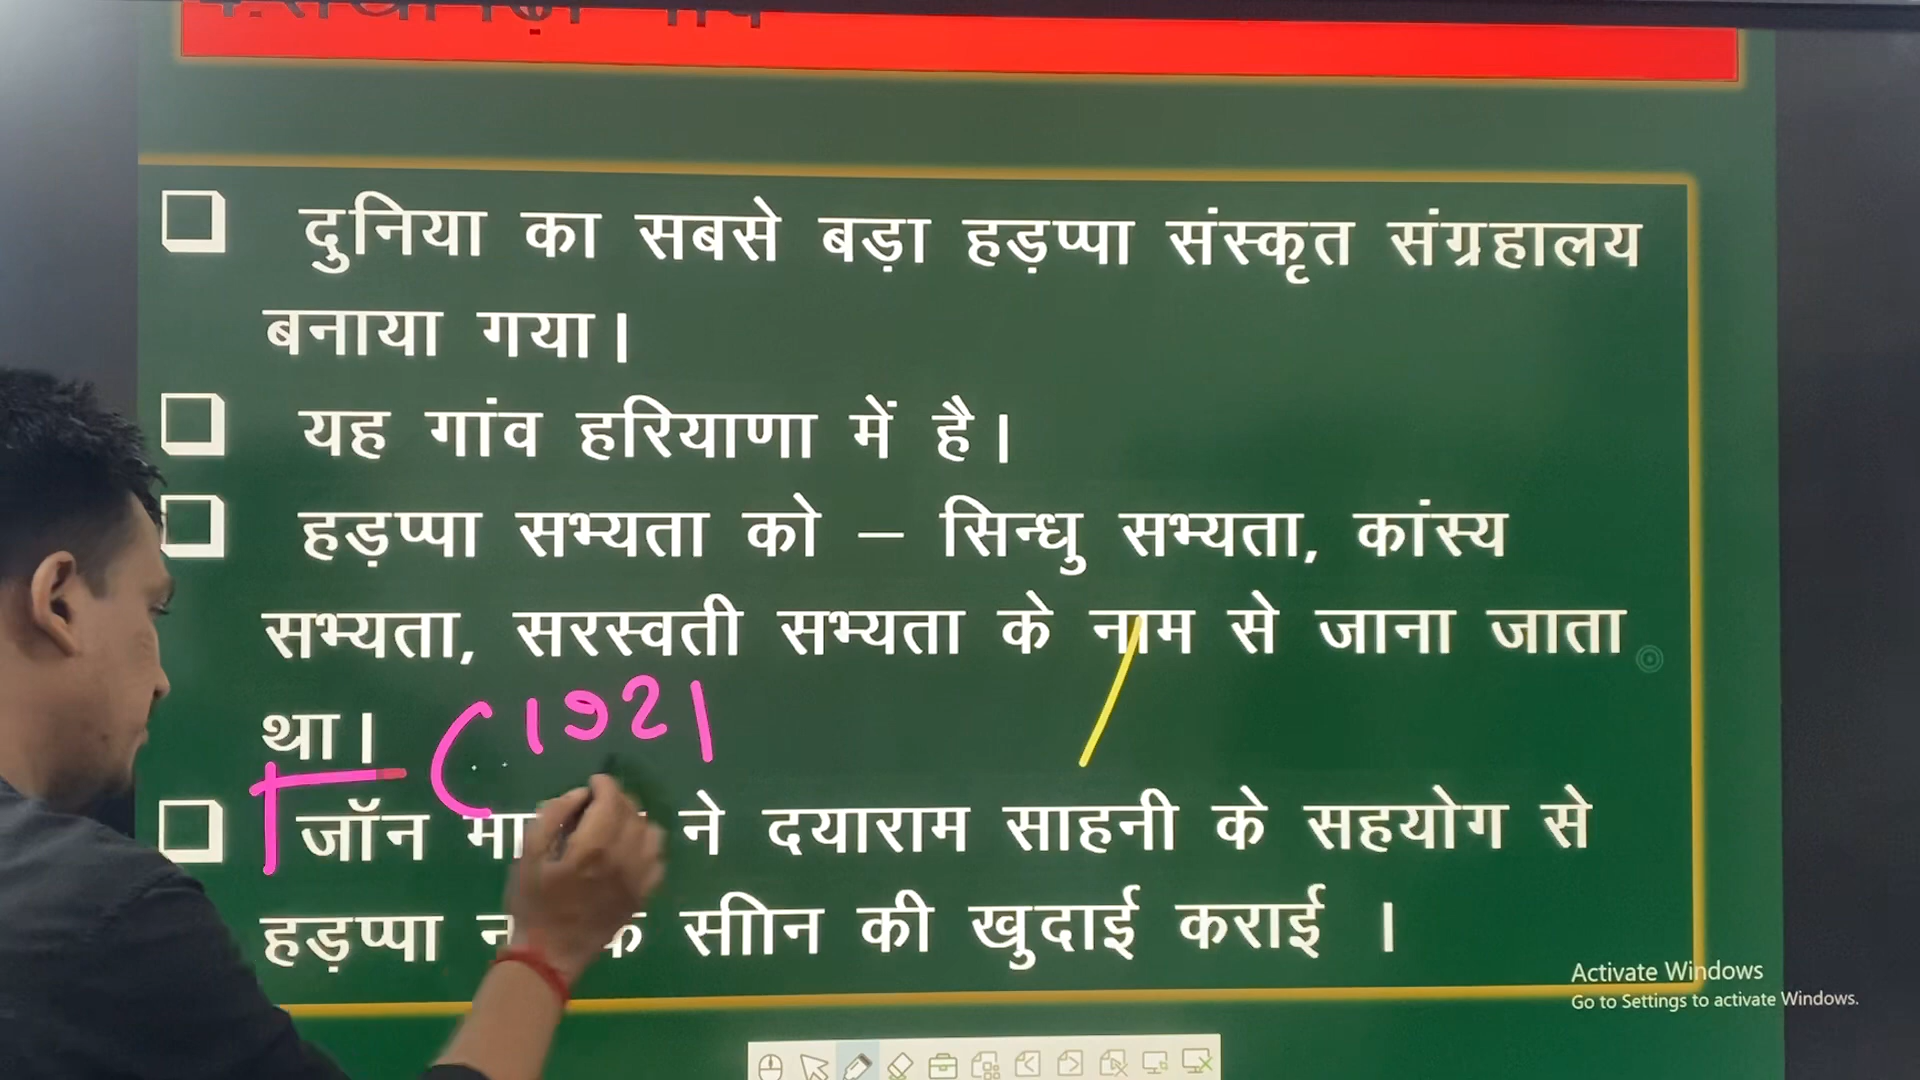 दुनिया का सबसे बड़ा हड़प्पा संस्कृत संग्रहालय
बनाया गया।
यह गांव हरियाणा में है।
हड़प्पा सभ्यता को – सिन्धु सभ्यता, कांस्य
सभ्यता, सरस्वती सभ्यता के नाम से जाना जाता
था।
(1921
जॉन ने दयाराम साहनी के सहयोग से
हड़प्पा सीान की खुदाई कराई ।
Activate Windows
Go to Settings to activate Windows.